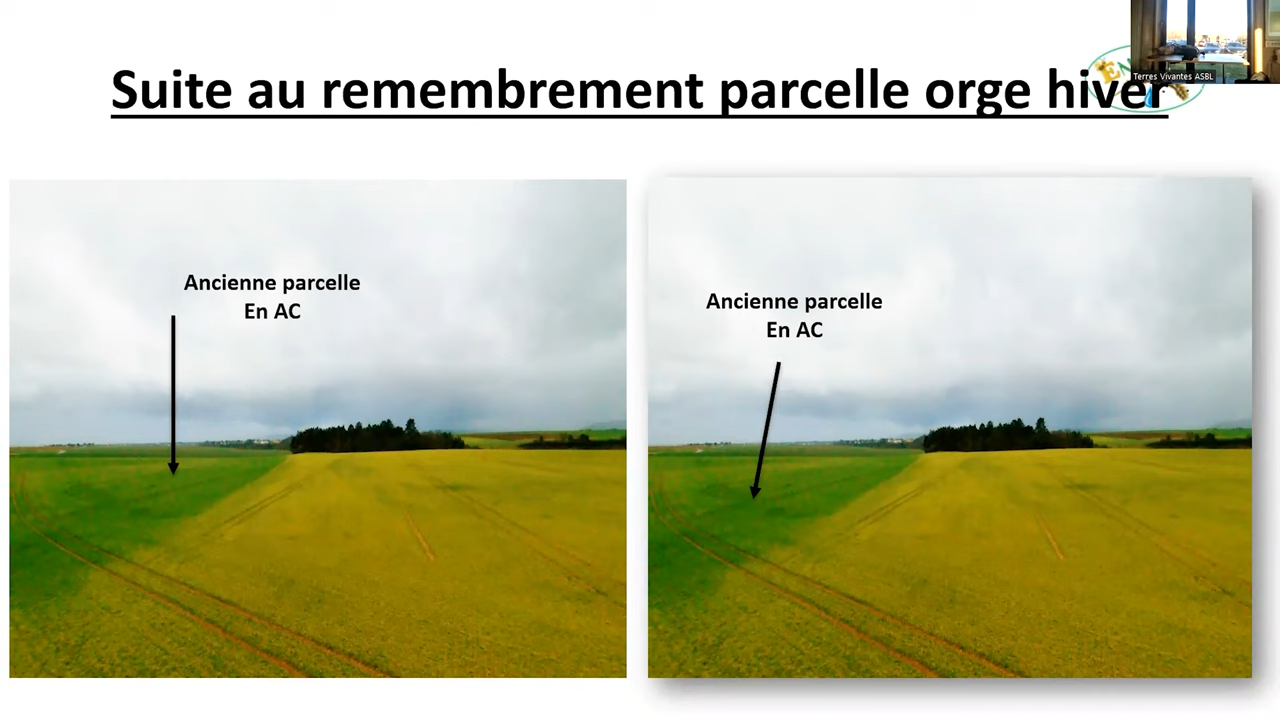 Suite au remembrement parcelle orge hiver
Terres Vivantes ASBL
Ancienne parcelle
En AC
Ancienne parcelle
En AC